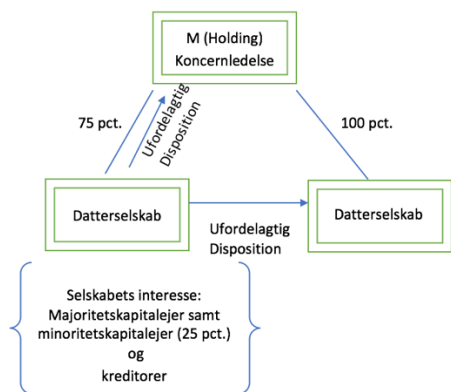 M (Holding)
Koncernledelse
75 pct.
Ufordelagtig
Disposition
100 pct.
Datterselskab
Datterselskab
Ufordelagtig
Disposition
Selskabets interesse:
Majoritetskapitalejer samt
minoritetskapitalejer (25 pct.)
og
kreditorer